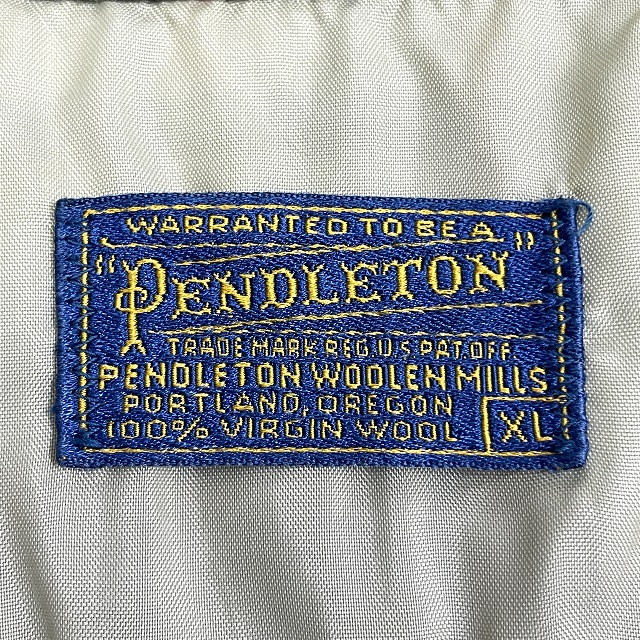 WARRANTED TO BE A
"PENDLETON"
TRADE MARK REG.U.S.PAT.OFF.
PENDLETON WOOLEN MILLS
PORTLAND, OREGON
100% VIRGIN WOOL
XL